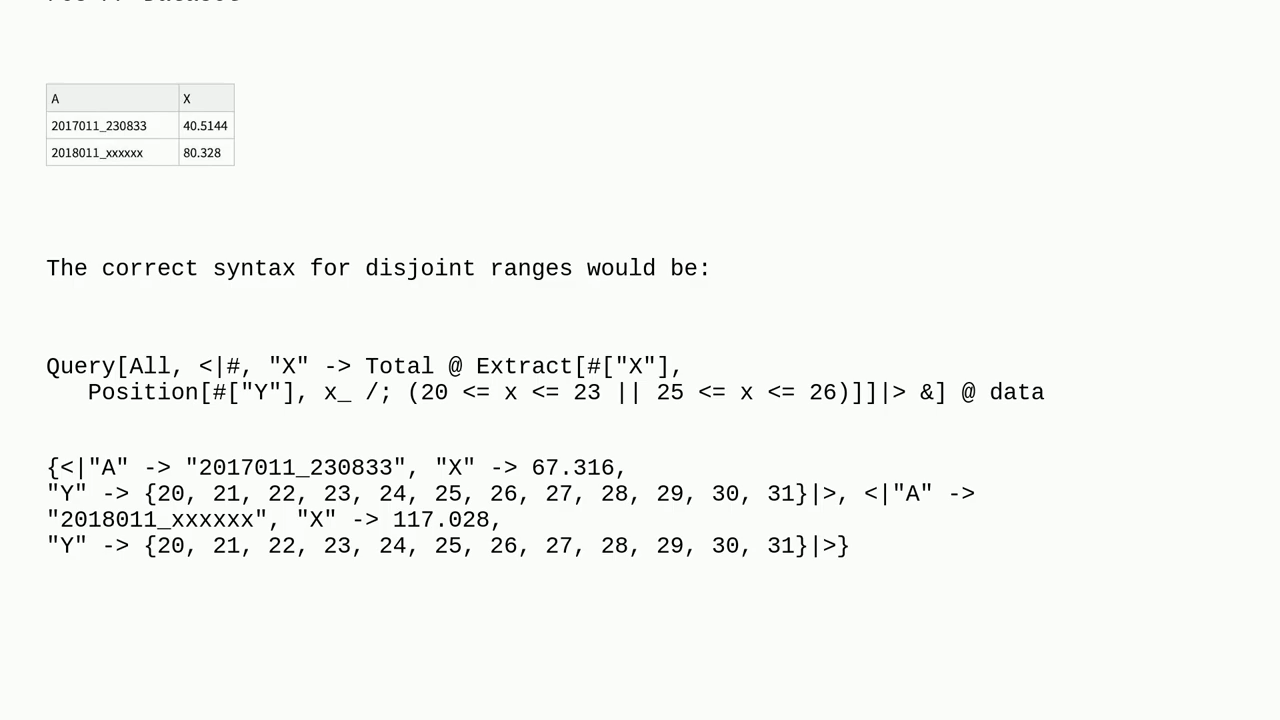 A X
2017011_230833 40.5144
2018011_xxxxxx 80.328
The correct syntax for disjoint ranges would be:
Query[All, <|#, "X" -> Total @ Extract[#["X"],
Position[#["Y"], x_ /; (20 <= x <= 23 || 25 <= x <= 26)]]|> &] @ data
{<|"A" -> "2017011_230833", "X" -> 67.316,
"Y" -> {20, 21, 22, 23, 24, 25, 26, 27, 28, 29, 30, 31}|>, <|"A" ->
"2018011_xxxxxx", "X" -> 117.028,
"Y" -> {20, 21, 22, 23, 24, 25, 26, 27, 28, 29, 30, 31}|>}